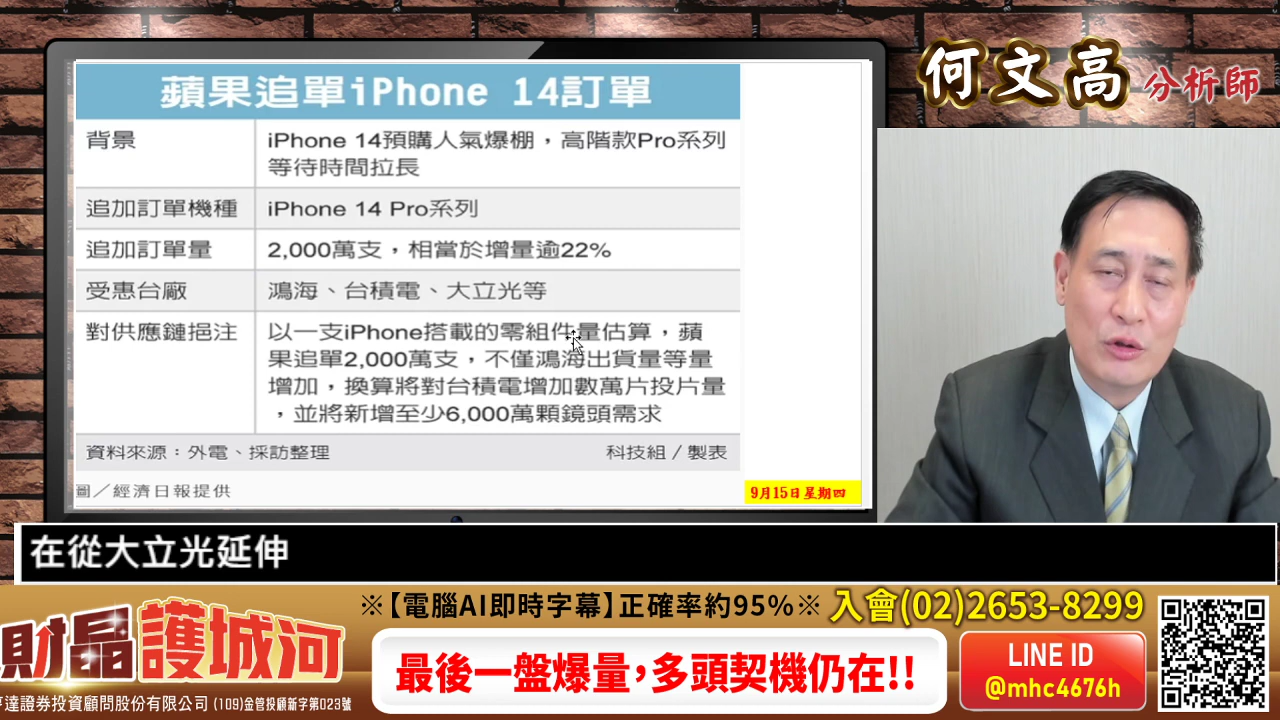 蘋果追單iPhone 14訂單
背景
iPhone 14預購人氣爆棚，高階款Pro系列
等待時間拉長
追加訂單機種
iPhone 14 Pro系列
追加訂單量
2,000萬支，相當於增量逾22%
受惠台廠
鴻海、台積電、大立光等
對供應鏈挹注
以一支iPhone搭載的零組件量估算，蘋
果追單2,000萬支，不僅鴻海出貨量等量
增加，換算將對台積電增加數萬片投片量
，並將新增至少6,000萬顆鏡頭需求
資料來源：外電、採訪整理
科技組／製表
圖／經濟日報提供
9月15日星期四
何文高 分析師
在從大立光延伸
※【電腦AI即時字幕】正確率約95%※
入會(02)2653-8299
財晶護城河
亨達證券投資顧問股份有限公司 (109)金管投顧新字第023號
最後一盤爆量，多頭契機仍在!!
LINE ID
@mhc4676h